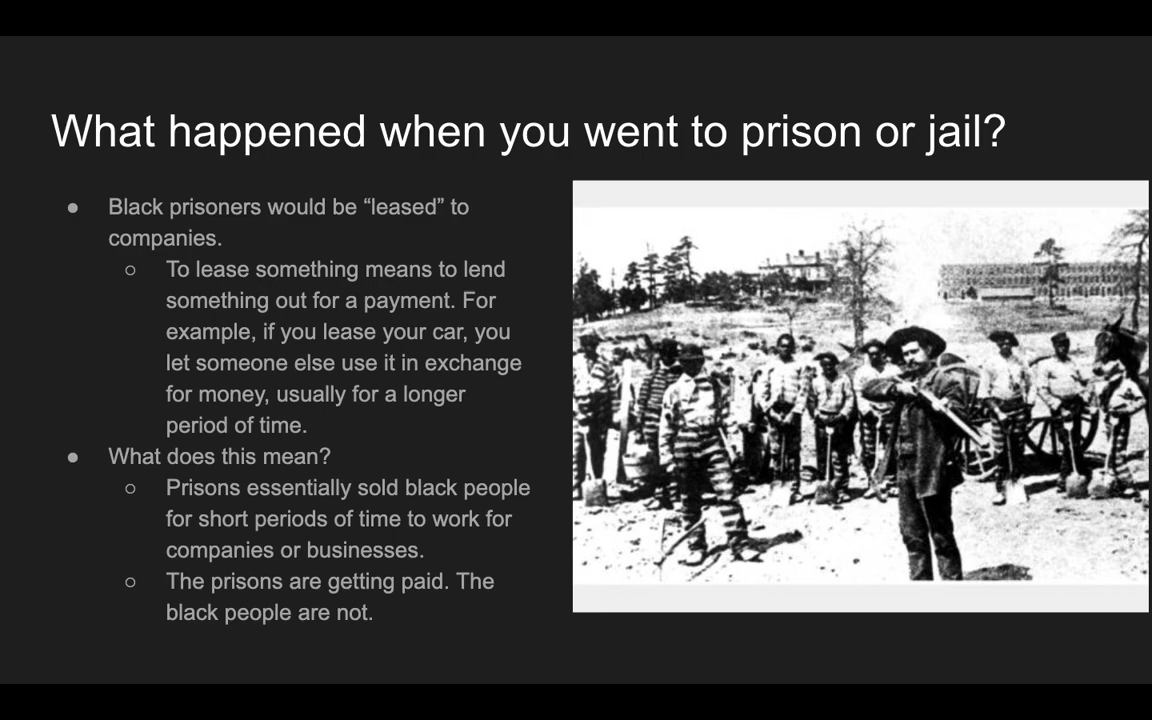 What happened when you went to prison or jail?
● Black prisoners would be “leased” to
companies.
○ To lease something means to lend
something out for a payment. For
example, if you lease your car, you
let someone else use it in exchange
for money, usually for a longer
period of time.
● What does this mean?
○ Prisons essentially sold black people
for short periods of time to work for
companies or businesses.
○ The prisons are getting paid. The
black people are not.